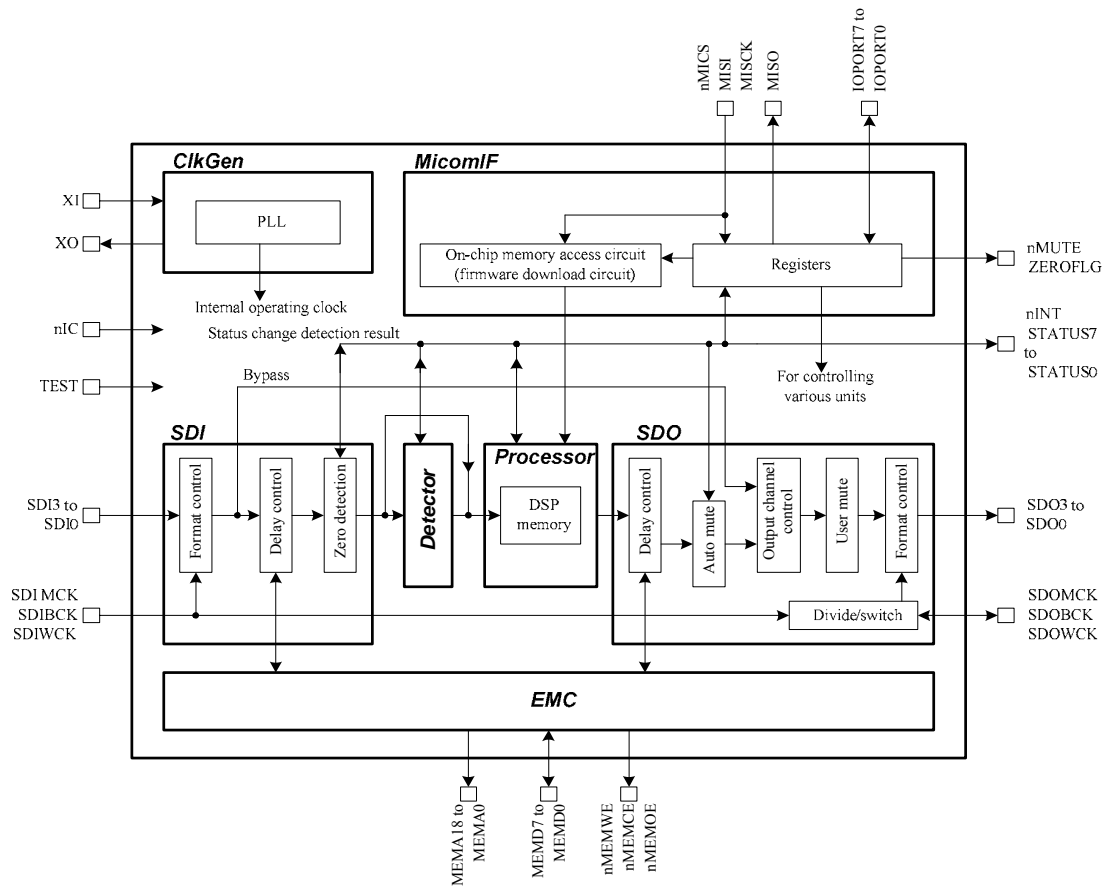 nMICS
MISI
MISCK
MISO
IOPORT7 to
IOPORT0
ClkGen
MicomIF
XI
PLL
XO
On-chip memory access circuit
(firmware download circuit)
Registers
nMUTE
ZEROFLG
Internal operating clock
nIC
Status change detection result
nINT
STATUS7
to
STATUS0
TEST
Bypass
For controlling
various units
SDI
SDO
Processor
SDI3 to
SDI0
Format control
Delay control
Zero detection
Detector
DSP
memory
Delay control
Auto mute
Output channel
control
User mute
Format control
SDO3 to
SDO0
SDIMCK
SDIBCK
SDIWCK
Divide/switch
SDOMCK
SDOBCK
SDOWCK
EMC
MEMA18 to
MEMA0
MEMD7 to
MEMD0
nMEMWE
nMEMCE
nMEMOE